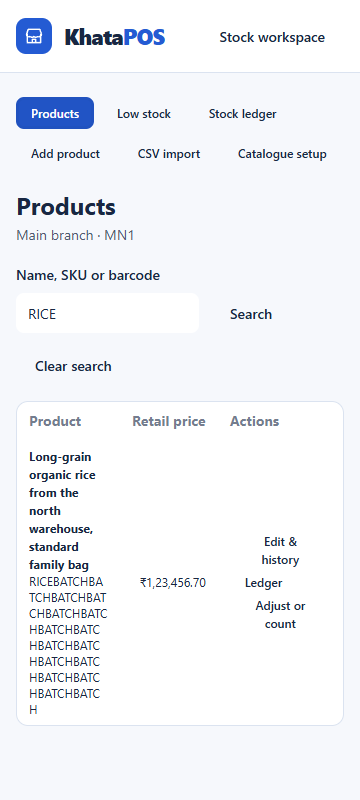 KhataPOS
Stock workspace
Products
Low stock
Stock ledger
Add product
CSV import
Catalogue setup
Products
Main branch · MN1
Name, SKU or barcode
RICE
Search
Clear search
Product
Retail price
Actions
Long-grain
organic rice
from the
north
warehouse,
standard
family bag
RICEBATCHBA
TCHBATCHBAT
CHBATCHBATC
HBATCHBATC
HBATCHBATC
HBATCHBATC
HBATCHBATC
HBATCHBATC
H
₹1,23,456.70
Edit &
history
Ledger
Adjust or
count